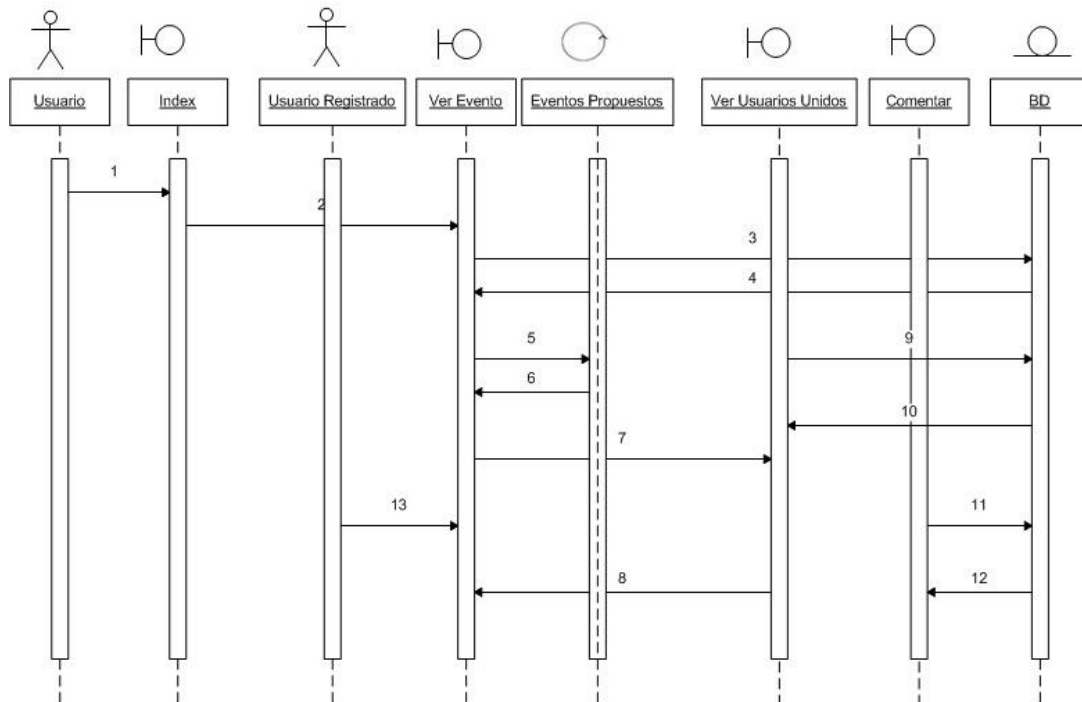 Usuario
Index
Usuario Registrado
Ver Evento
Eventos Propuestos
Ver Usuarios Unidos
Comentar
BD
1
2
3
4
5
9
6
10
7
13
11
8
12